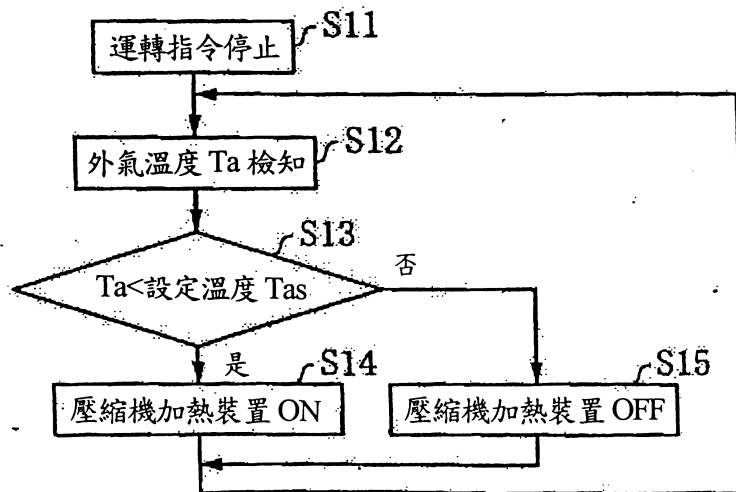 運轉指令停止
S11
外氣溫度 Ta 檢知
S12
S13
Ta<設定溫度 Tas
否
是
S14
壓縮機加熱裝置 ON
S15
壓縮機加熱裝置 OFF